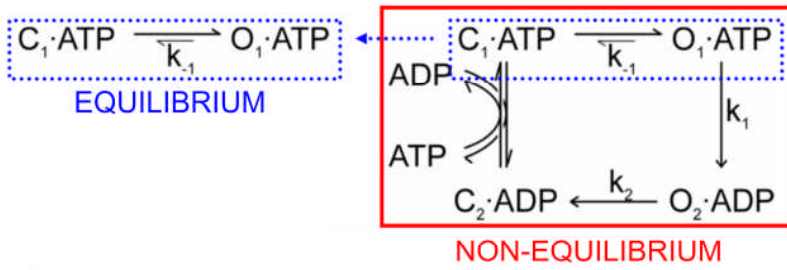 C₁·ATP k₋₁ O₁·ATP
EQUILIBRIUM
C₁·ATP k₋₁ O₁·ATP
ADP
k₁
ATP
C₂·ADP k₂ O₂·ADP
NON-EQUILIBRIUM